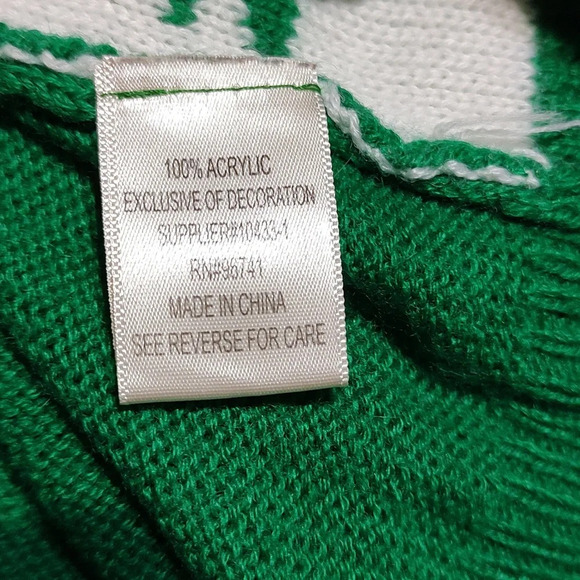 100% ACRYLIC
EXCLUSIVE OF DECORATION
SUPPLIER#10433-1
RN#96741
MADE IN CHINA
SEE REVERSE FOR CARE